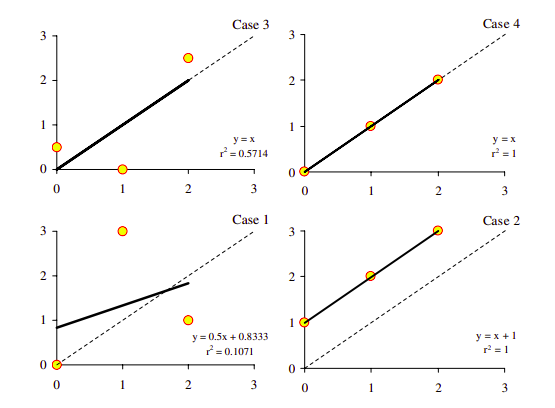 Case 3
3
2
1
0
0 1 2 3
y = x
r² = 0.5714
Case 4
3
2
1
0
0 1 2 3
y = x
r² = 1
Case 1
3
2
1
0
0 1 2 3
y = 0.5x + 0.8333
r² = 0.1071
Case 2
3
2
1
0
0 1 2 3
y = x + 1
r² = 1